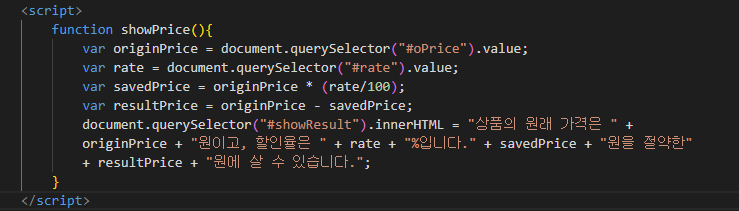 <script>
function showPrice(){
var originPrice = document.querySelector("#oPrice").value;
var rate = document.querySelector("#rate").value;
var savedPrice = originPrice * (rate/100);
var resultPrice = originPrice - savedPrice;
document.querySelector("#showResult").innerHTML = "상품의 원래 가격은 " +
originPrice + "원이고, 할인율은 " + rate + "%입니다." + savedPrice + "원을 절약한"
+ resultPrice + "원에 살 수 있습니다.";
}
</script>